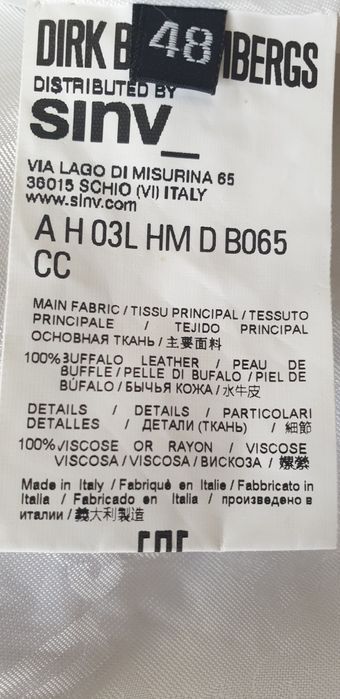 DIRK B 48 MBERGS
DISTRIBUTED BY
sinv_
VIA LAGO DI MISURINA 65
36015 SCHIO (VI) ITALY
www.sinv.com
A H 03L HM D B065
CC
MAIN FABRIC / TISSU PRINCIPAL / TESSUTO
PRINCIPALE / TEJIDO PRINCIPAL
ОСНОВНАЯ ТКАНЬ / 主要面料
100% BUFFALO LEATHER / PEAU DE
BUFFLE / PELLE DI BUFALO / PIEL DE
BÚFALO / БЫЧЬЯ КОЖА / 水牛皮
DETAILS / DETAILS / PARTICOLARI
DETALLES / ДЕТАЛИ (ТКАНЬ) / 細節
100% VISCOSE OR RAYON / VISCOSE
VISCOSA / VISCOSA / ВИСКОЗА / 嫘縈
Made in Italy / Fabriqué en Italie / Fabbricato in
Italia / Fabricado en Italia / произведено в
италии / 義大利製造